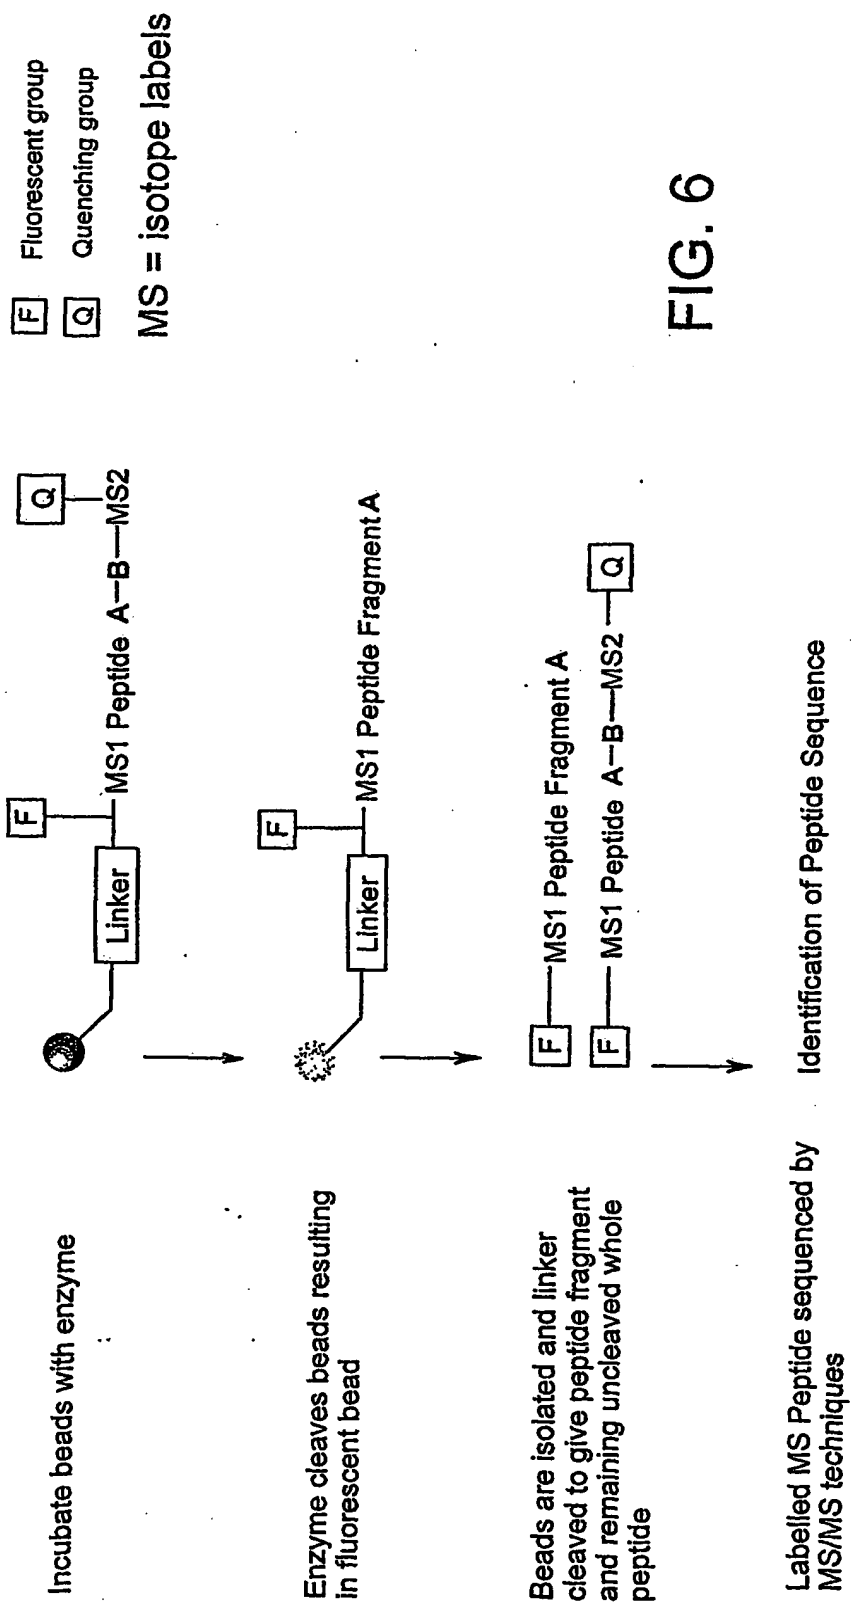 F Fluorescent group
Q Quenching group
MS = isotope labels
Incubate beads with enzyme
F
Q
Linker
MS1 Peptide A–B–MS2
Enzyme cleaves beads resulting
in fluorescent bead
F
Linker
MS1 Peptide Fragment A
Beads are isolated and linker
cleaved to give peptide fragment
and remaining uncleaved whole
peptide
F MS1 Peptide Fragment A
F MS1 Peptide A–B–MS2 Q
Labelled MS Peptide sequenced by
MS/MS techniques
Identification of Peptide Sequence
FIG. 6